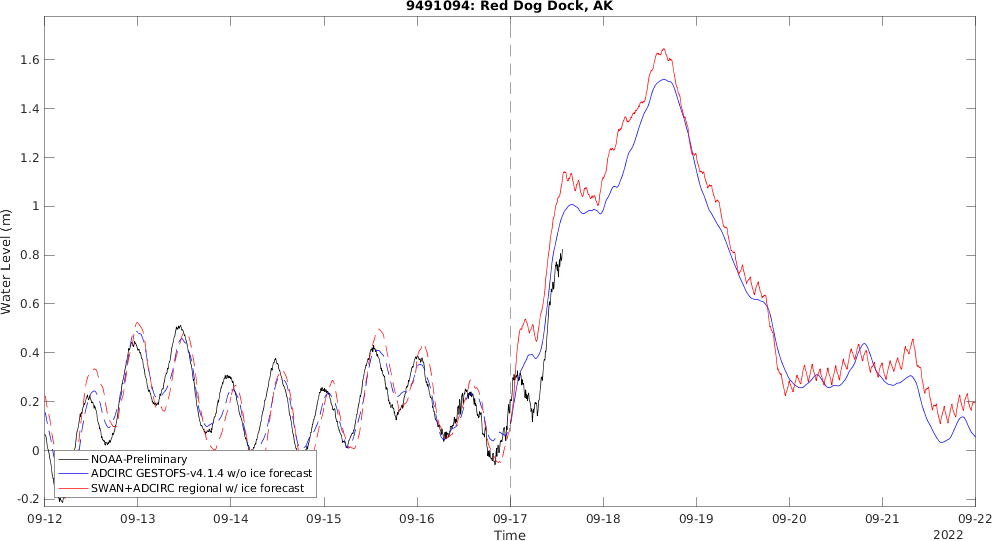 9491094: Red Dog Dock, AK
1.6
1.4
1.2
1
0.8
0.6
0.4
0.2
0
-0.2
Water Level (m)
NOAA-Preliminary
ADCIRC GESTOFS-v4.1.4 w/o ice forecast
SWAN+ADCIRC regional w/ ice forecast
09-12 09-13 09-14 09-15 09-16 09-17 09-18 09-19 09-20 09-21 09-22
Time
2022